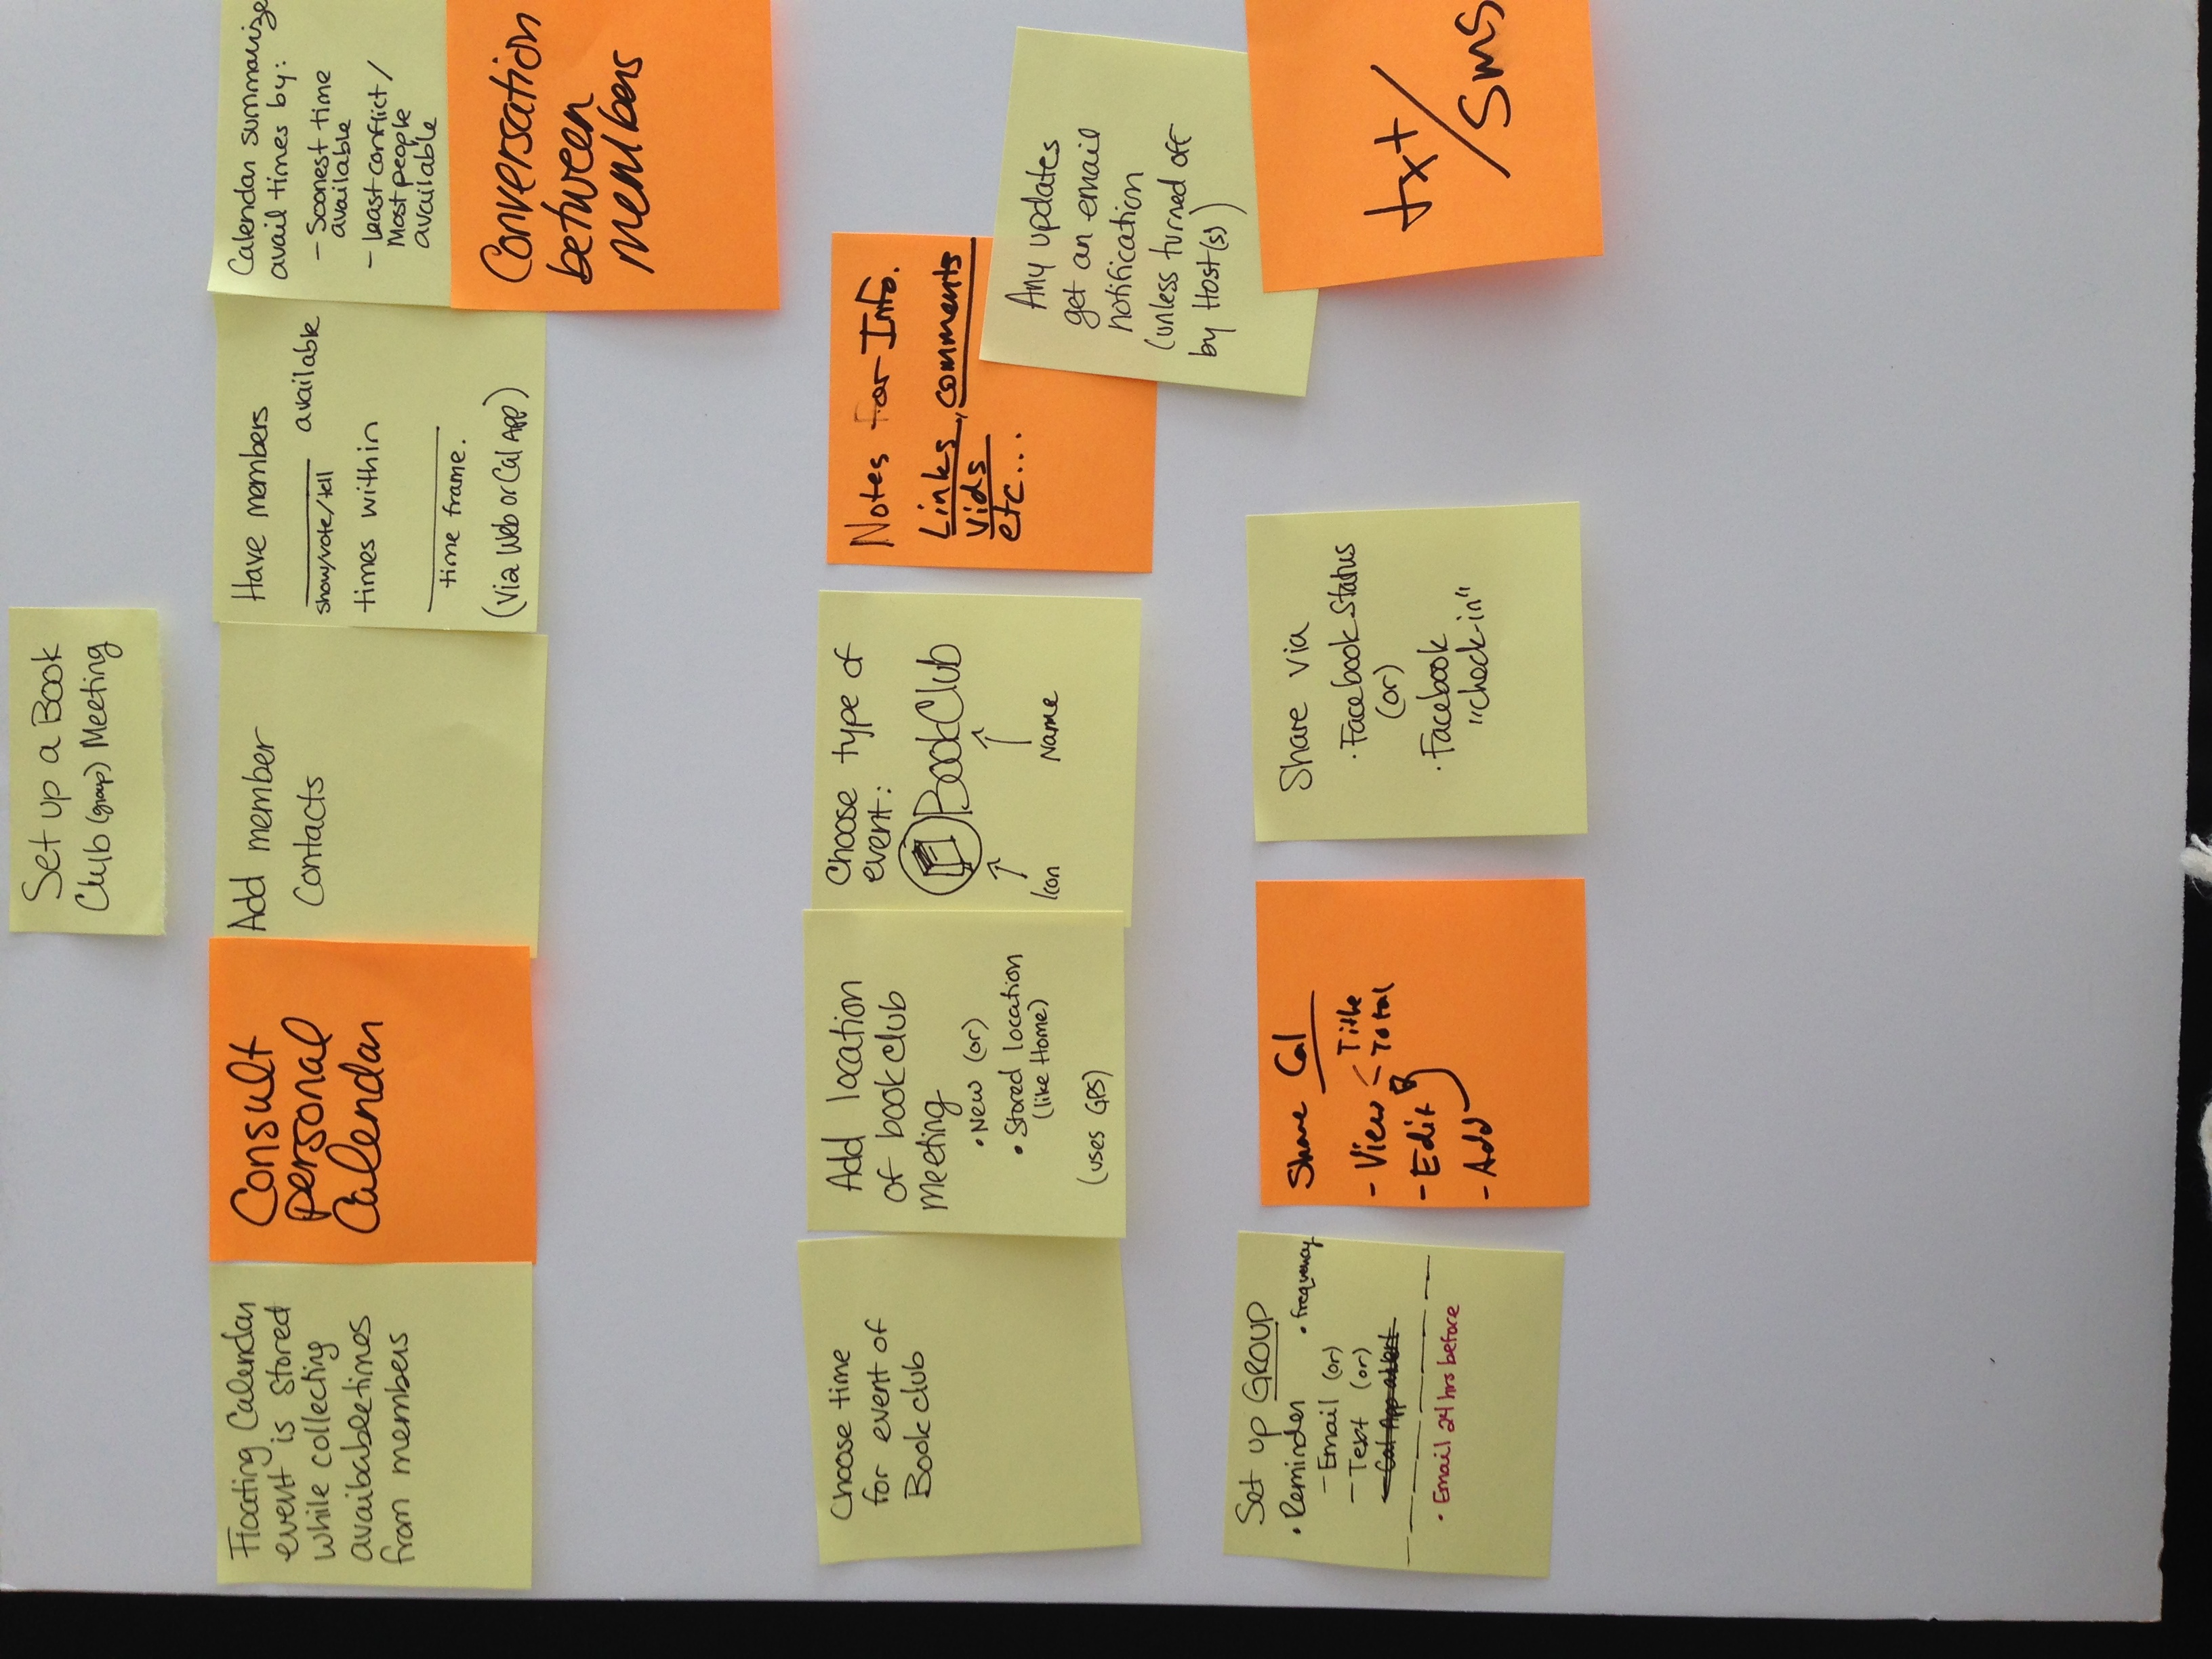 Set up a Book
Club (group) Meeting
Floating Calendar
event is stored
while collecting
availbabletimes
from members
Consult
personal
Calendar
Add member
Contacts
Have members
________ available
show/vote/tell
times within
________
time frame.
(via Web or Cal App)
Calendar summarize
avail times by:
- Soonest time
available
- Least conflict /
Most people
available
Conversation
between
members
Choose time
for event of
Book club
Add location
of book club
Meeting
• New (or)
• Stored location
(like Home)
(uses GPS)
Choose type of
event:
BookClub
Icon
Name
Notes For Info.
Links, comments
Vids
etc...
Any updates
get an email
notification
(unless turned off
by Host(s))
Set up GROUP
• Reminder • frequency
- Email (or)
- Text (or)
- Cal App alert
• Email 24 hrs before
Share Cal
- View - Title
- Total
- Edit
- Add
Share via
• Facebook Status
(or)
• Facebook
"check-in"
txt/
SMS